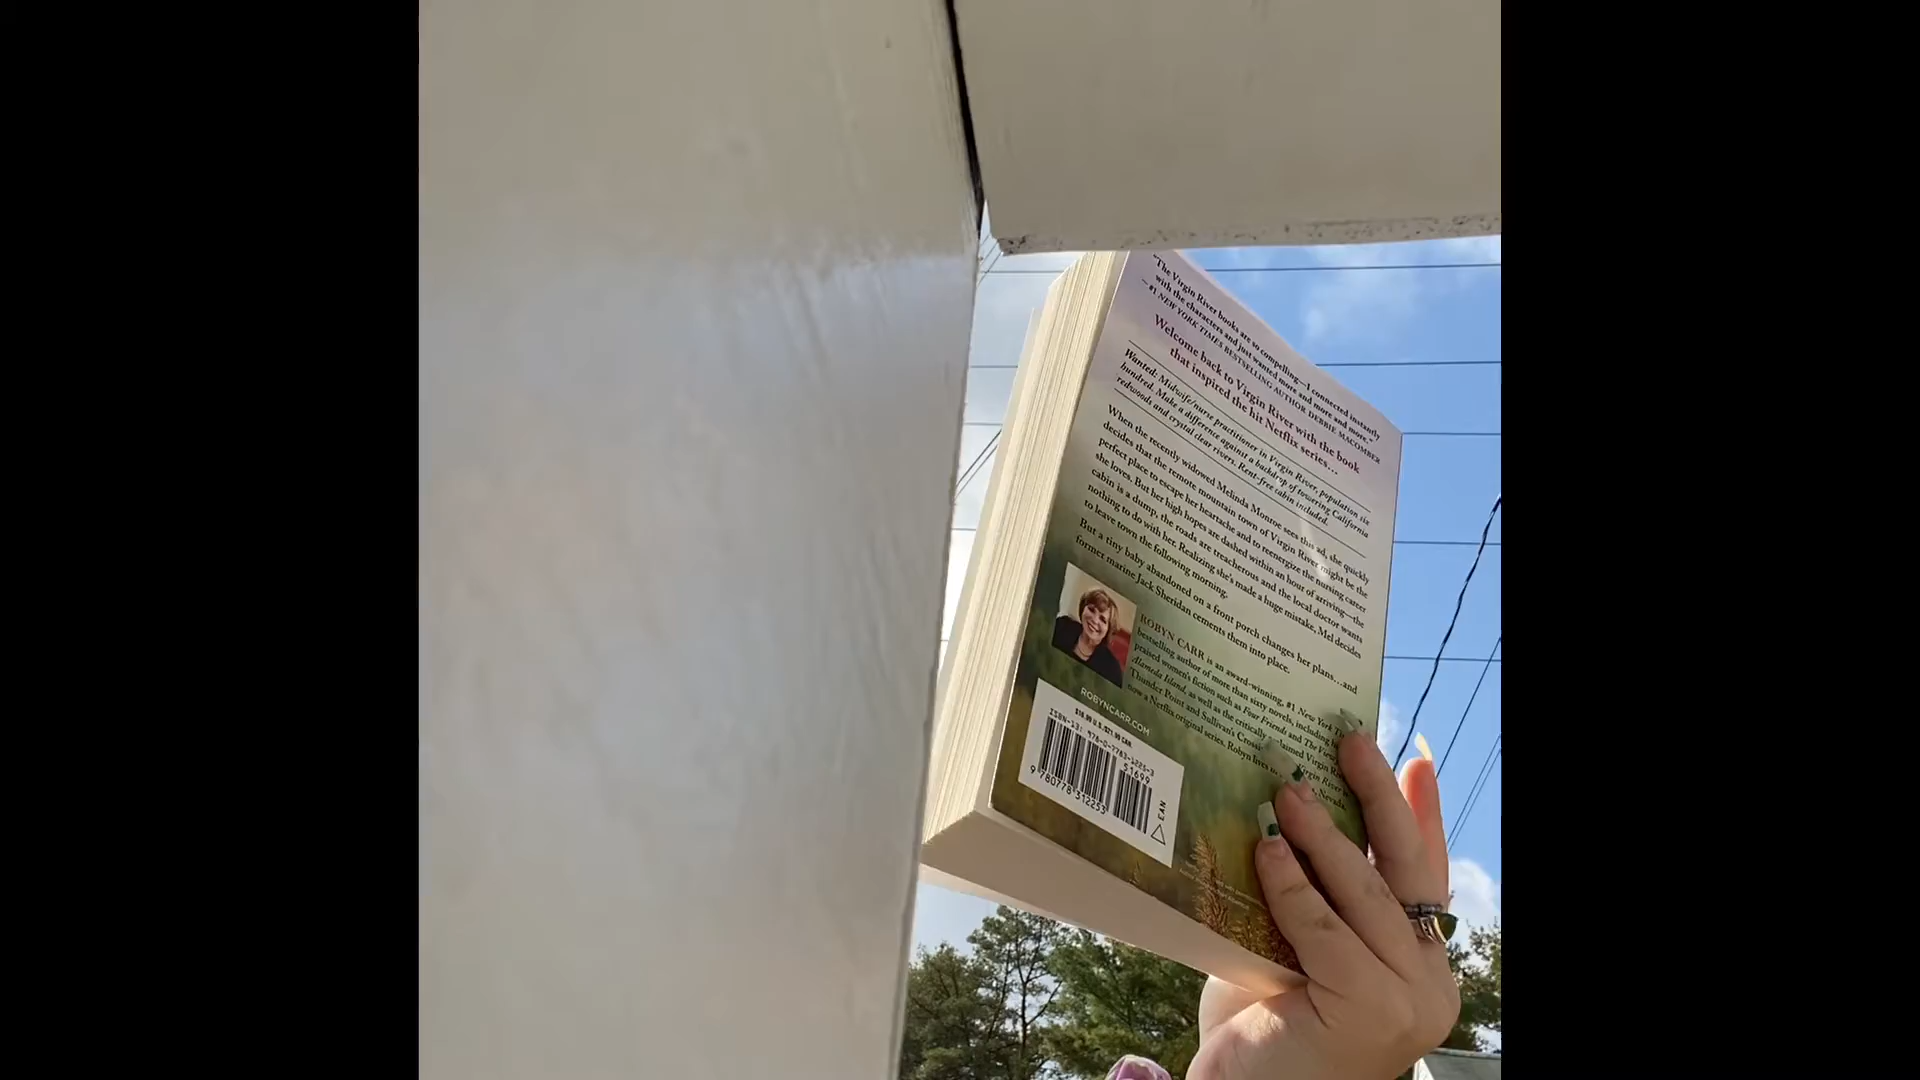 "The Virgin River books are so compelling—I connected instantly
with the characters and just wanted more and more and more."
~#1 NEW YORK TIMES BESTSELLING AUTHOR DEBBIE MACOMBER
Welcome back to Virgin River with the book
that inspired the hit Netflix series…
Wanted: Midwife/nurse practitioner in Virgin River, population six
hundred. Make a difference against a backdrop of towering California
redwoods and crystal clear rivers. Rent-free cabin included.
When the recently widowed Melinda Monroe sees this ad, she quickly
decides that the remote mountain town of Virgin River might be the
perfect place to escape her heartache and to reenergize the nursing career
she loves. But her high hopes are dashed within an hour of arriving—the
cabin is a dump, the roads are treacherous and the local doctor wants
nothing to do with her. Realizing she's made a huge mistake, Mel decides
to leave town the following morning.
But a tiny baby abandoned on a front porch changes her plans…and
former marine Jack Sheridan cements them into place.
ROBYN CARR is an award-winning, #1 New York
bestselling author of more than sixty novels, including
praised women's fiction such as Four Friends and The View
Alameda Island, as well as the critically Virgin
Thunder Point and Sullivan's Virgin River
now a Netflix original series. Robyn lives Nevada.
ROBYNCARR.COM
$16.99 U.S./$21.99 CAN.
ISBN-13: 978-0-7783-1225-3
51699
9 780778 312253
EAN